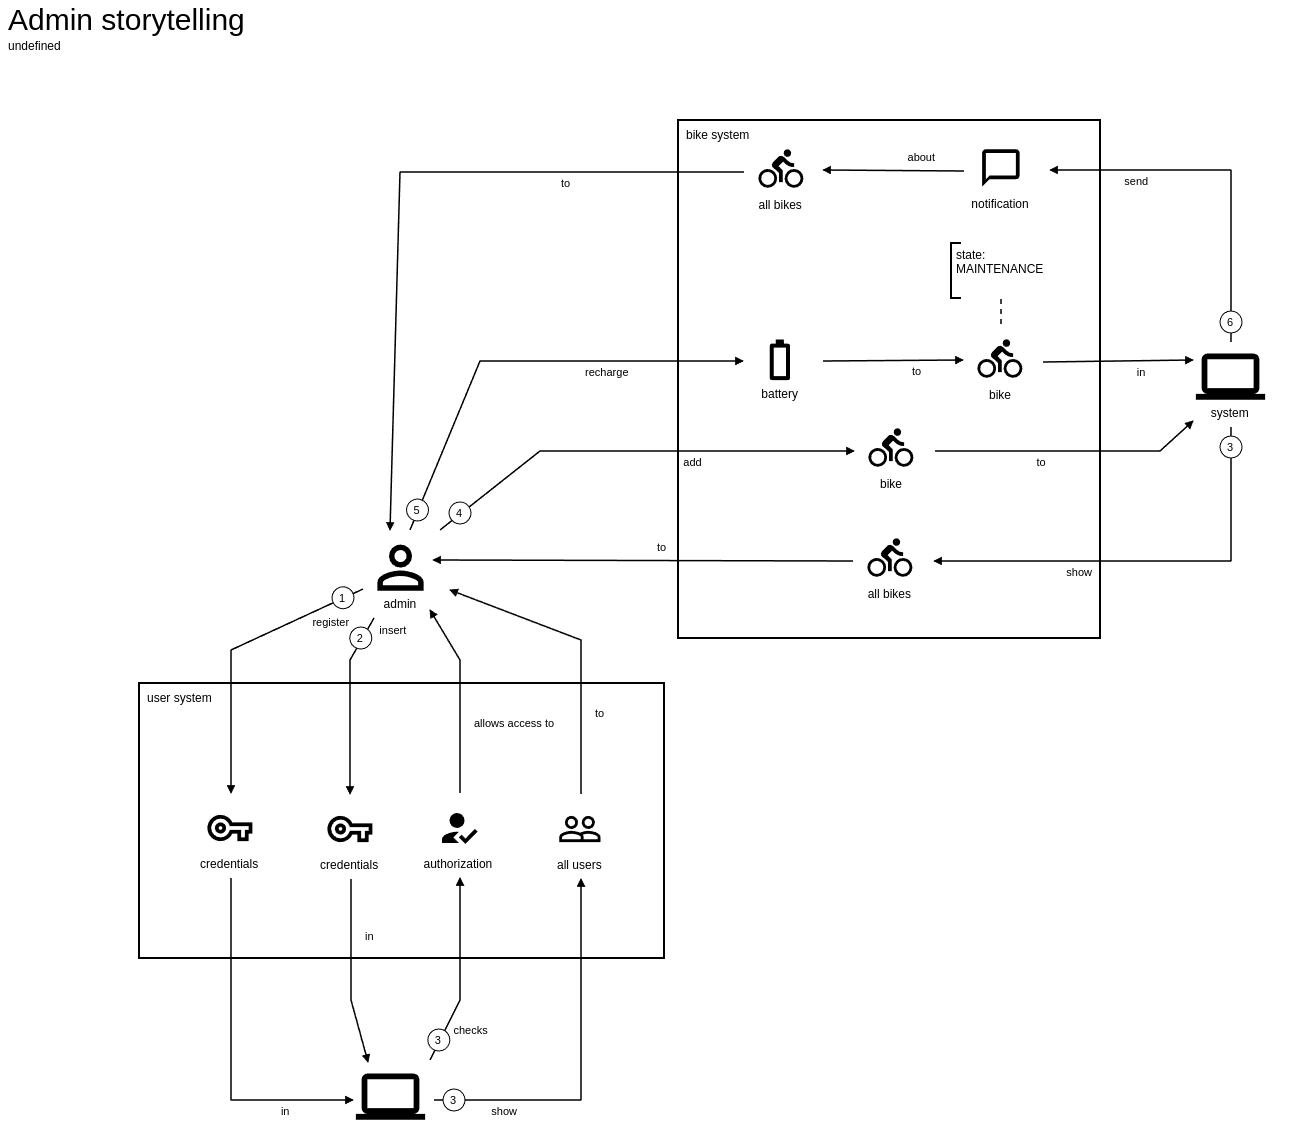 Admin storytelling
undefined
bike system
about
send
to
all bikes
notification
state:
MAINTENANCE
6
recharge
to
in
battery
bike
system
3
add
to
bike
5
4
to
show
all bikes
admin
1
register
2
insert
user system
allows access to
to
credentials
credentials
authorization
all users
in
checks
3
3
in
show